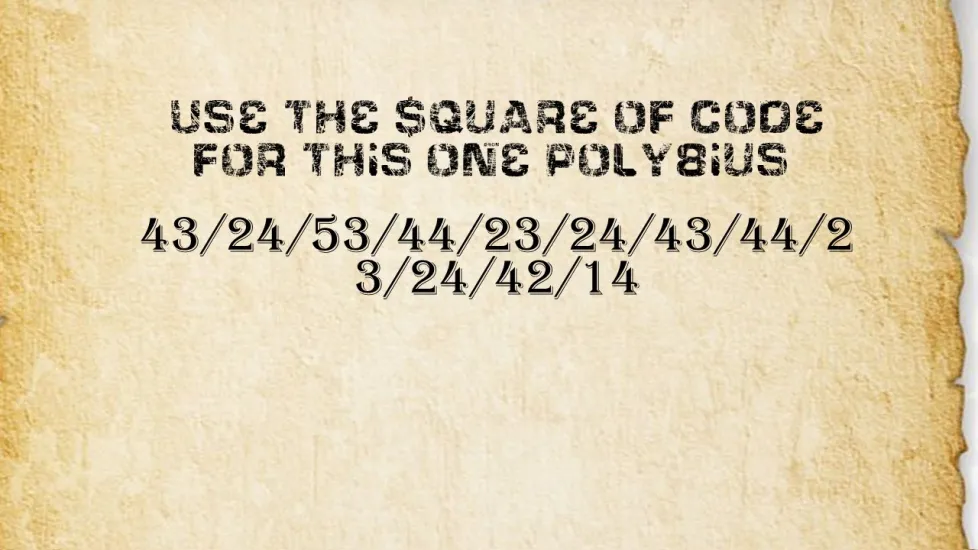 USE THE $QUARE OF CODE
FOR THiS ONE POLY8iUS
43/24/53/44/23/24/43/44/2
3/24/42/14